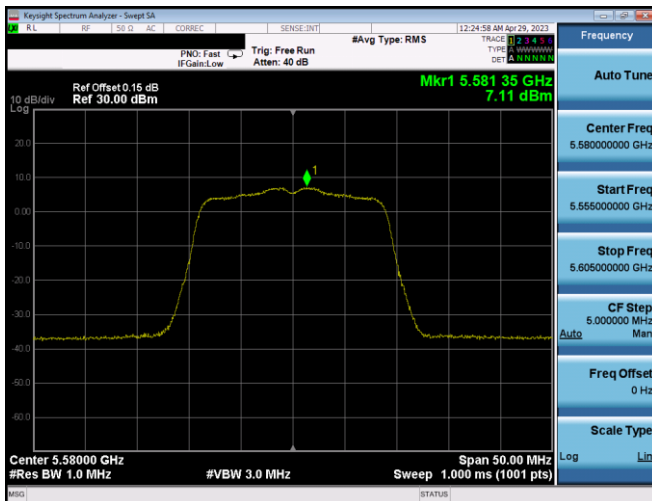 Keysight Spectrum Analyzer - Swept SA
RL RF 50 Ω AC CORREC SENSE:INT 12:24:58 AM Apr 29, 2023
#Avg Type: RMS TRACE 1 2 3 4 5 6
PNO: Fast Trig: Free Run TYPE A WWWWW
IFGain:Low Atten: 40 dB DET A N N N N N
Mkr1 5.581 35 GHz
Ref Offset 0.15 dB
10 dB/div Ref 30.00 dBm 7.11 dBm
Log
20.0
10.0
1
0.00
-10.0
-20.0
-30.0
-40.0
-50.0
-60.0
Center 5.58000 GHz Span 50.00 MHz
#Res BW 1.0 MHz #VBW 3.0 MHz Sweep 1.000 ms (1001 pts)
MSG STATUS
Frequency
Auto Tune
Center Freq
5.580000000 GHz
Start Freq
5.555000000 GHz
Stop Freq
5.605000000 GHz
CF Step
5.000000 MHz
Auto Man
Freq Offset
0 Hz
Scale Type
Log Lin